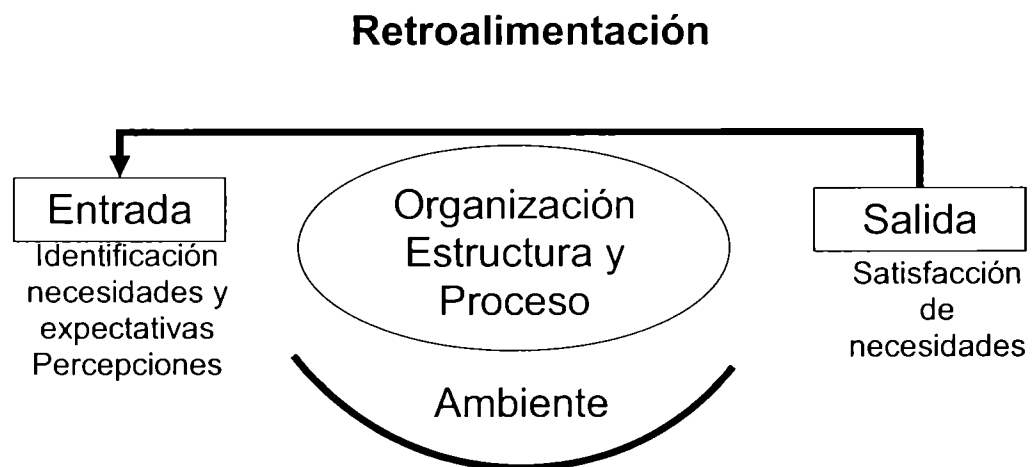 Retroalimentación
Entrada
Identificación
necesidades y
expectativas
Percepciones
Organización
Estructura y
Proceso
Ambiente
Salida
Satisfacción
de
necesidades